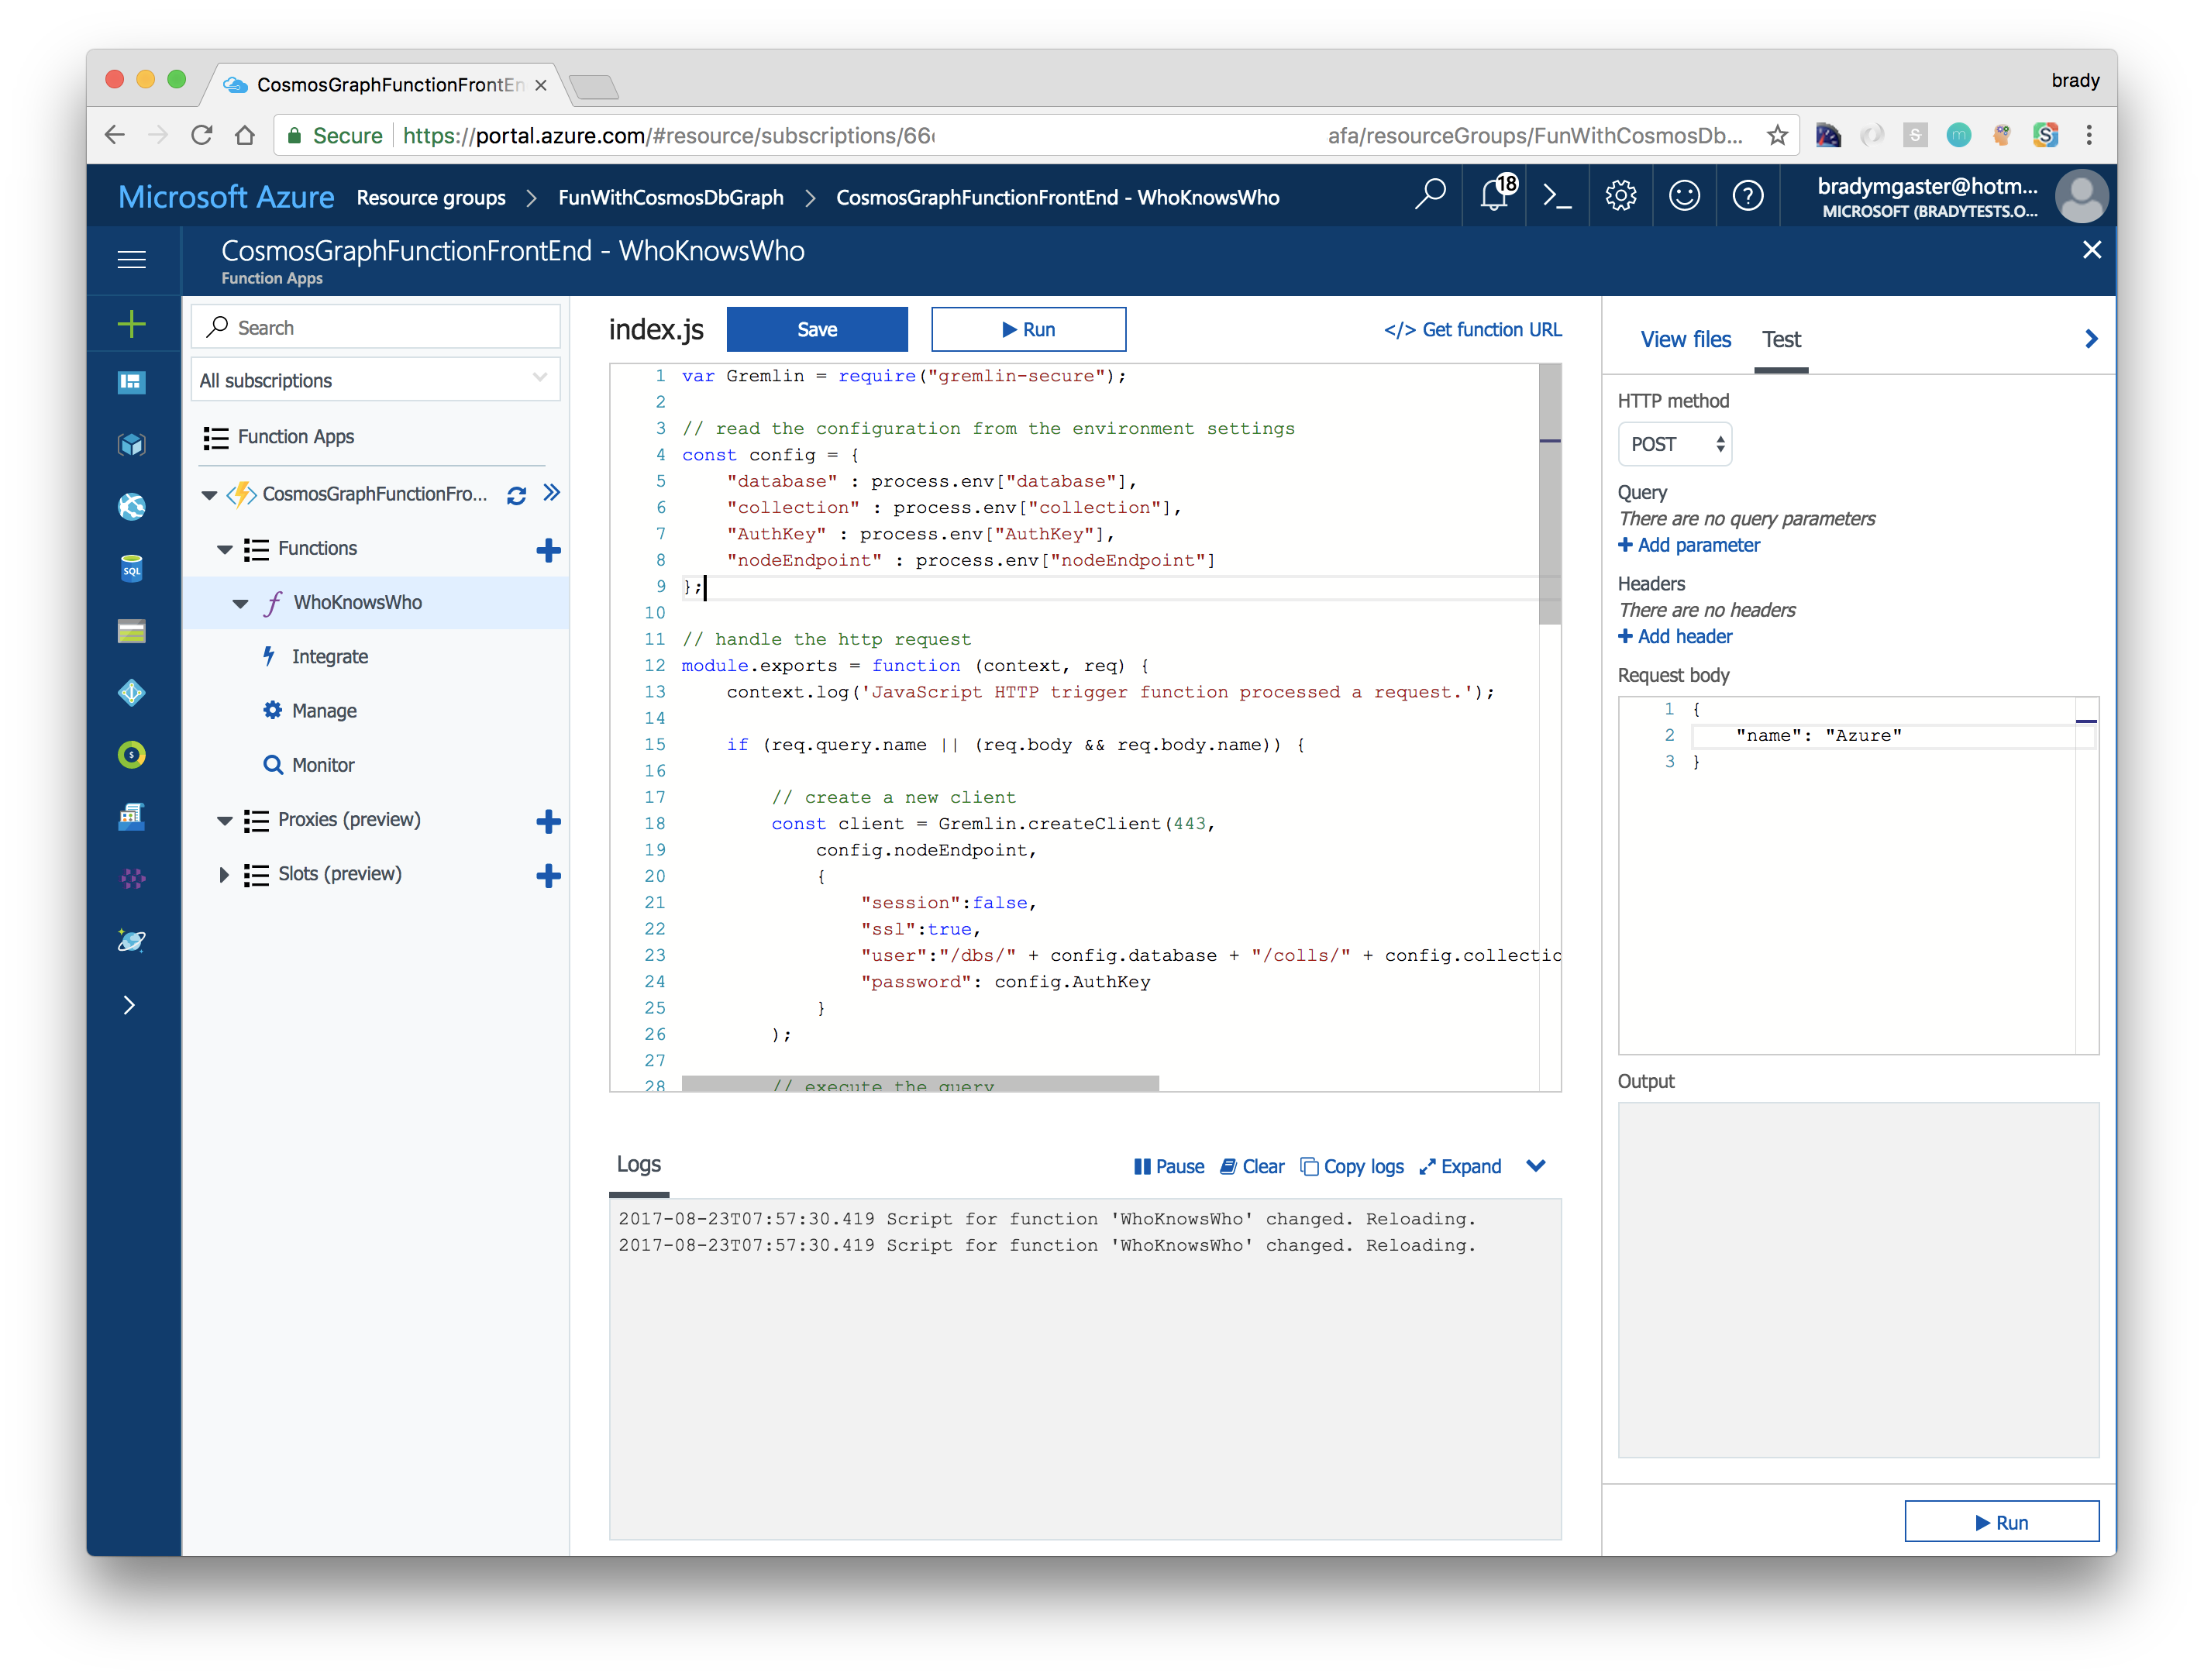 CosmosGraphFunctionFrontEn
brady
Secure https://portal.azure.com/#resource/subscriptions/66 afa/resourceGroups/FunWithCosmosDb...
Microsoft Azure Resource groups > FunWithCosmosDbGraph > CosmosGraphFunctionFrontEnd - WhoKnowsWho
18
bradymgaster@hotm...
MICROSOFT (BRADYTESTS.O...
CosmosGraphFunctionFrontEnd - WhoKnowsWho
Function Apps
Search
All subscriptions
Function Apps
CosmosGraphFunctionFro...
Functions
WhoKnowsWho
Integrate
Manage
Monitor
Proxies (preview)
Slots (preview)
SQL
index.js Save Run </> Get function URL
1 var Gremlin = require("gremlin-secure");
2
3 // read the configuration from the environment settings
4 const config = {
5 "database" : process.env["database"],
6 "collection" : process.env["collection"],
7 "AuthKey" : process.env["AuthKey"],
8 "nodeEndpoint" : process.env["nodeEndpoint"]
9 };
10
11 // handle the http request
12 module.exports = function (context, req) {
13 context.log('JavaScript HTTP trigger function processed a request.');
14
15 if (req.query.name || (req.body && req.body.name)) {
16
17 // create a new client
18 const client = Gremlin.createClient(443,
19 config.nodeEndpoint,
20 {
21 "session":false,
22 "ssl":true,
23 "user":"/dbs/" + config.database + "/colls/" + config.collectio
24 "password": config.AuthKey
25 }
26 );
27
28 // execute the query
Logs Pause Clear Copy logs Expand
2017-08-23T07:57:30.419 Script for function 'WhoKnowsWho' changed. Reloading.
2017-08-23T07:57:30.419 Script for function 'WhoKnowsWho' changed. Reloading.
View files Test
HTTP method
POST
Query
There are no query parameters
+ Add parameter
Headers
There are no headers
+ Add header
Request body
1 {
2 "name": "Azure"
3 }
Output
Run